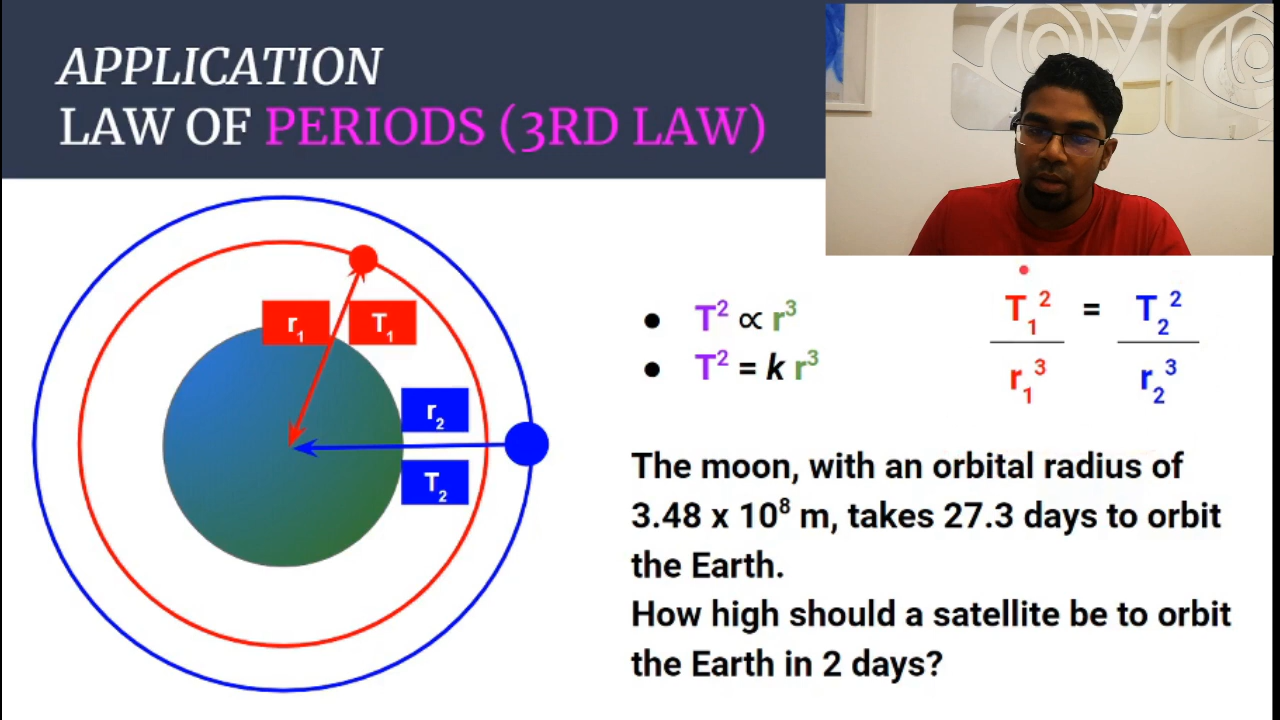 APPLICATION
LAW OF PERIODS (3RD LAW)
r₁ T₁
r₂
T₂
● T² ∝ r³
● T² = k r³
T₁² = T₂²
r₁³ r₂³
The moon, with an orbital radius of
3.48 x 10⁸ m, takes 27.3 days to orbit
the Earth.
How high should a satellite be to orbit
the Earth in 2 days?